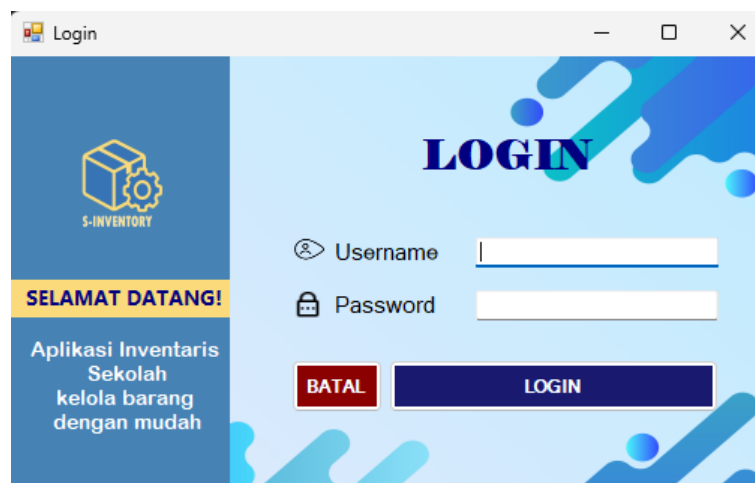 Login
S-INVENTORY
SELAMAT DATANG!
Aplikasi Inventaris
Sekolah
kelola barang
dengan mudah
LOGIN
Username
Password
BATAL
LOGIN